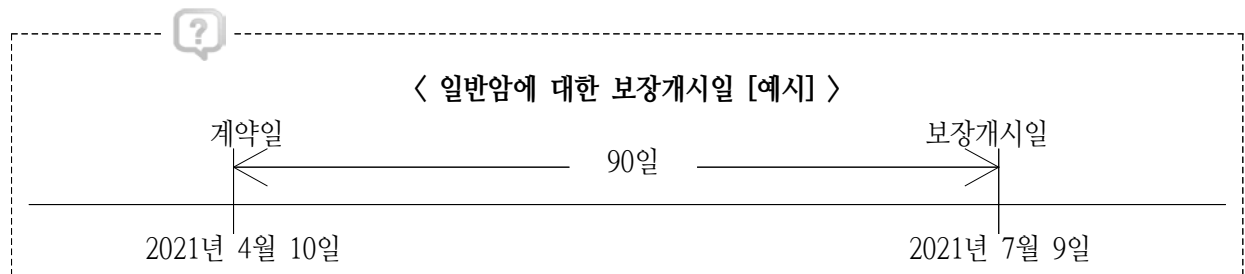 ?
< 일반암에 대한 보장개시일 [예시] >
계약일 보장개시일
90일
2021년 4월 10일 2021년 7월 9일